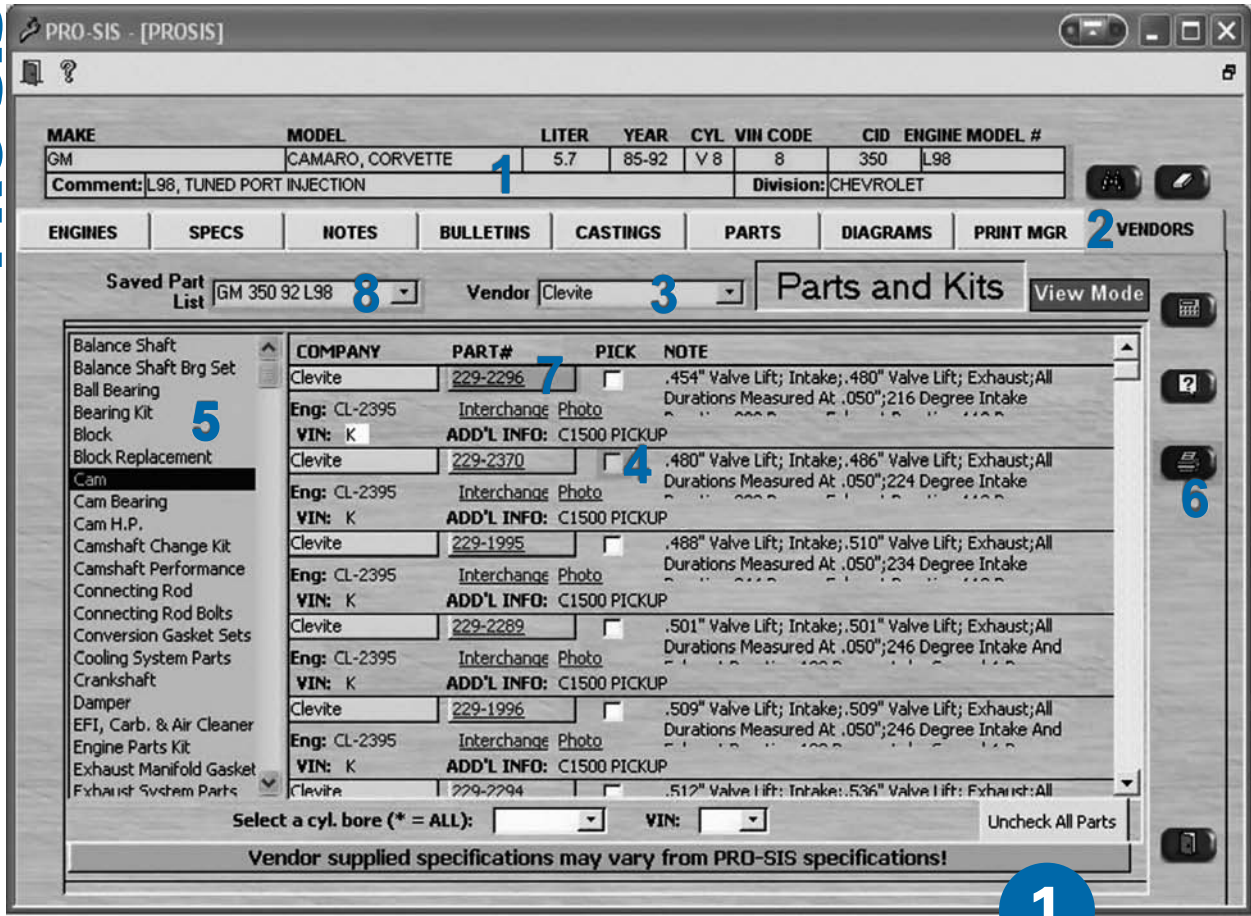 PRO-SIS - [PROSIS]
MAKE MODEL LITER YEAR CYL VIN CODE CID ENGINE MODEL #
GM CAMARO, CORVETTE 5.7 85-92 V 8 8 350 L98
1
Comment: L98, TUNED PORT INJECTION Division: CHEVROLET
ENGINES SPECS NOTES BULLETINS CASTINGS PARTS DIAGRAMS PRINT MGR 2 VENDORS
Saved Part List GM 350 92 L98 8 Vendor Clevite 3 Parts and Kits View Mode
Balance Shaft
Balance Shaft Brg Set
Ball Bearing
Bearing Kit
5
Block
Block Replacement
Cam
Cam Bearing
Cam H.P.
Camshaft Change Kit
Camshaft Performance
Connecting Rod
Connecting Rod Bolts
Conversion Gasket Sets
Cooling System Parts
Crankshaft
Damper
EFI, Carb. & Air Cleaner
Engine Parts Kit
Exhaust Manifold Gasket
Exhaust System Parts
COMPANY PART# PICK NOTE
Clevite 229-2296 7 .454" Valve Lift; Intake;.480" Valve Lift; Exhaust;All
Durations Measured At .050";216 Degree Intake
Eng: CL-2395 Interchange Photo
VIN: K ADD'L INFO: C1500 PICKUP
Clevite 229-2370 4 .480" Valve Lift; Intake;.486" Valve Lift; Exhaust;All
Durations Measured At .050";224 Degree Intake
Eng: CL-2395 Interchange Photo
VIN: K ADD'L INFO: C1500 PICKUP
Clevite 229-1995 .488" Valve Lift; Intake;.510" Valve Lift; Exhaust;All
Durations Measured At .050";234 Degree Intake
Eng: CL-2395 Interchange Photo
VIN: K ADD'L INFO: C1500 PICKUP
Clevite 229-2289 .501" Valve Lift; Intake;.501" Valve Lift; Exhaust;All
Durations Measured At .050";246 Degree Intake And
Eng: CL-2395 Interchange Photo
VIN: K ADD'L INFO: C1500 PICKUP
Clevite 229-1996 .509" Valve Lift; Intake;.509" Valve Lift; Exhaust;All
Durations Measured At .050";246 Degree Intake And
Eng: CL-2395 Interchange Photo
VIN: K ADD'L INFO: C1500 PICKUP
Clevite 229-2294 .512" Valve Lift; Intake;.536" Valve Lift; Exhaust;All
6
Select a cyl. bore (* = ALL): VIN: Uncheck All Parts
Vendor supplied specifications may vary from PRO-SIS specifications!
1